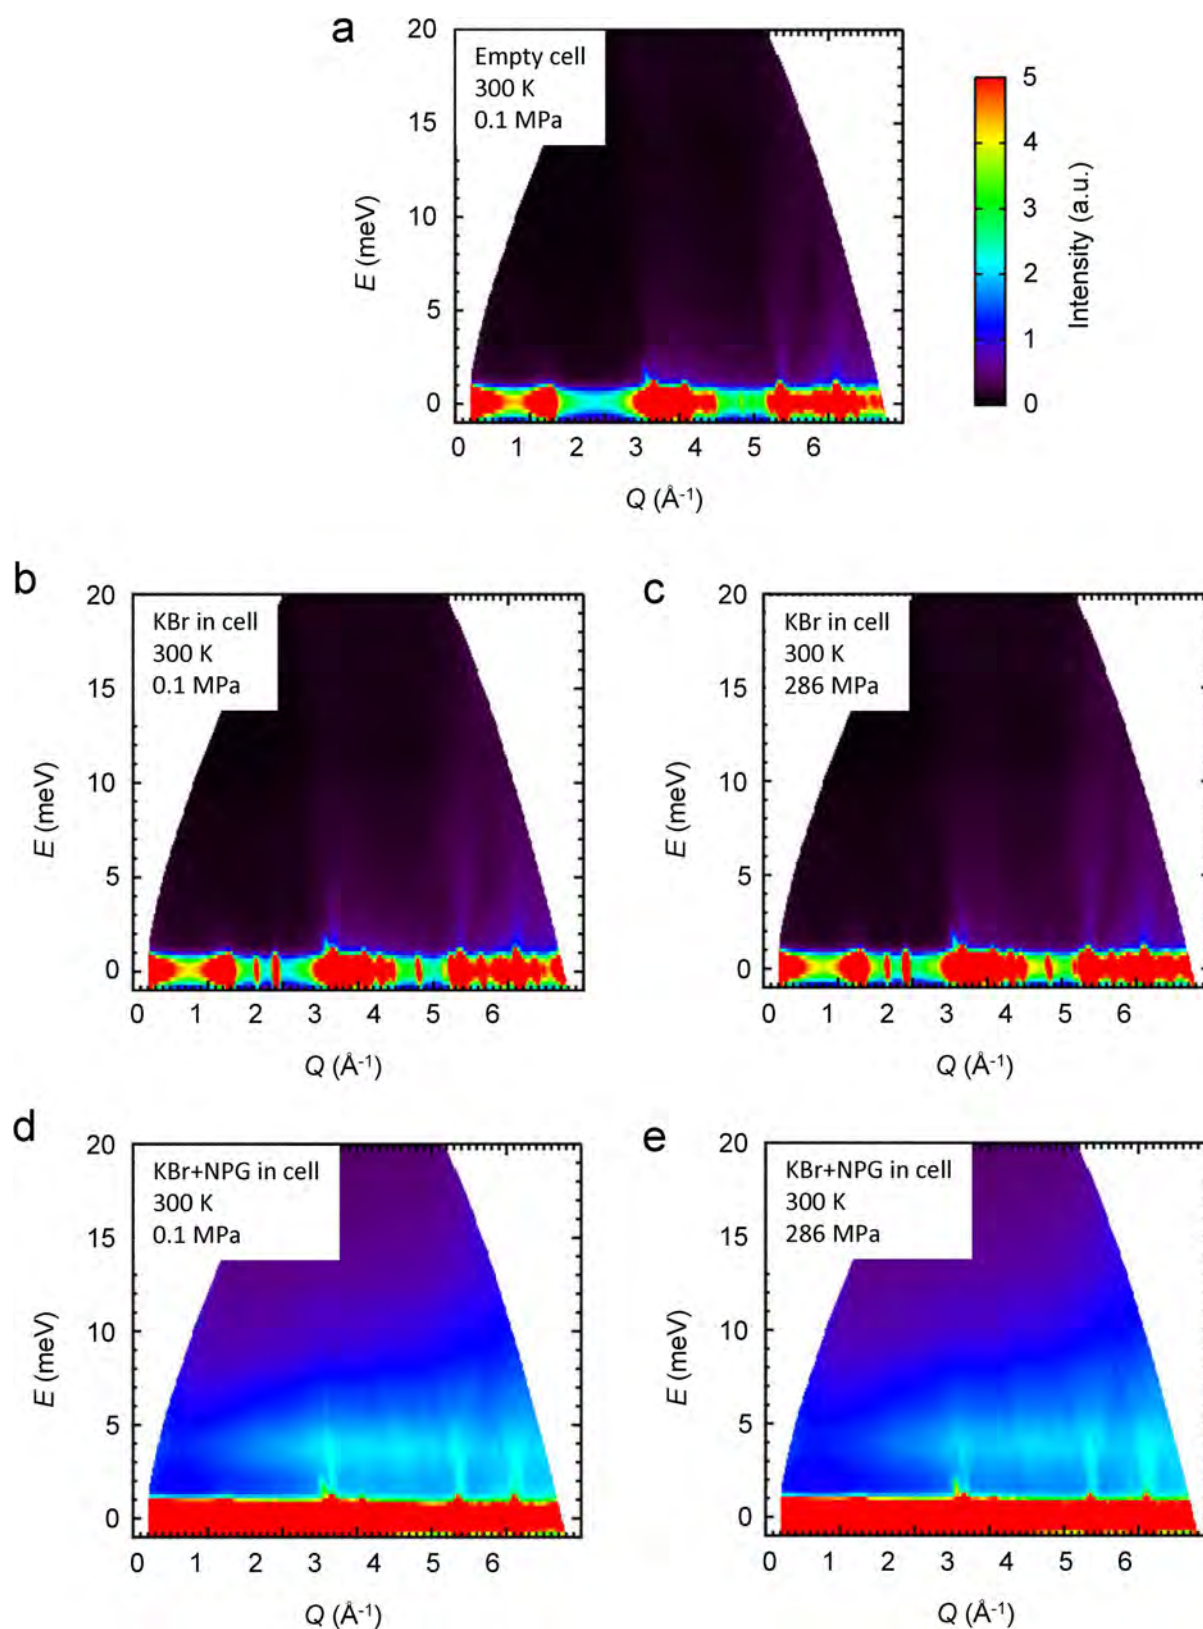 a
Empty cell
300 K
0.1 MPa
20
15
10
5
0
E (meV)
0 1 2 3 4 5 6
Q (Å-1)
5
4
3
2
1
0
Intensity (a.u.)
b
KBr in cell
300 K
0.1 MPa
20
15
10
5
0
E (meV)
0 1 2 3 4 5 6
Q (Å-1)
c
KBr in cell
300 K
286 MPa
20
15
10
5
0
E (meV)
0 1 2 3 4 5 6
Q (Å-1)
d
KBr+NPG in cell
300 K
0.1 MPa
20
15
10
5
0
E (meV)
0 1 2 3 4 5 6
Q (Å-1)
e
KBr+NPG in cell
300 K
286 MPa
20
15
10
5
0
E (meV)
0 1 2 3 4 5 6
Q (Å-1)